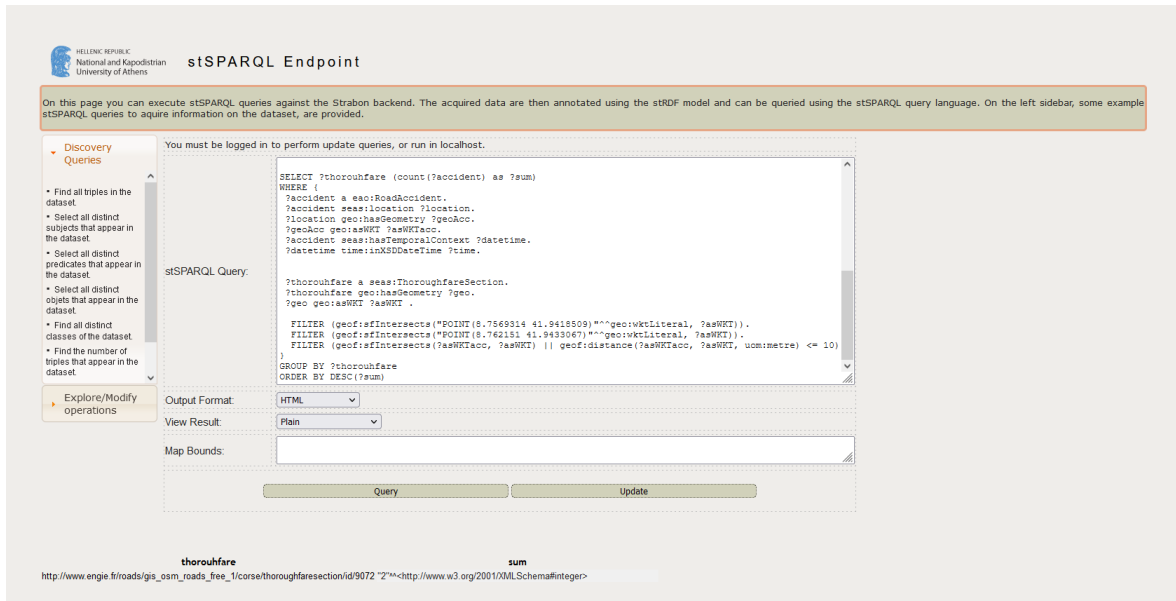 HELLENIC REPUBLIC
National and Kapodistrian
University of Athens
stSPARQL Endpoint
On this page you can execute stSPARQL queries against the Strabon backend. The acquired data are then annotated using the stRDF model and can be queried using the stSPARQL query language. On the left sidebar, some example
stSPARQL queries to aquire information on the dataset, are provided.
Discovery
Queries
• Find all triples in the
dataset.
• Select all distinct
subjects that appear in
the dataset.
• Select all distinct
predicates that appear in
the dataset.
• Select all distinct
objets that appear in the
dataset.
• Find all distinct
classes of the dataset.
• Find the number of
triples that appear in the
dataset.
Explore/Modify
operations
You must be logged in to perform update queries, or run in localhost.
stSPARQL Query:
SELECT ?thorouhfare (count(?accident) as ?sum)
WHERE {
?accident a eao:RoadAccident.
?accident seas:location ?location.
?location geo:hasGeometry ?geoAcc.
?geoAcc geo:asWKT ?asWKTacc.
?accident seas:hasTemporalContext ?datetime.
?datetime time:inXSDDateTime ?time.
?thorouhfare a seas:ThoroughfareSection.
?thorouhfare geo:hasGeometry ?geo.
?geo geo:asWKT ?asWKT .
FILTER (geof:sfIntersects("POINT(8.7569314 41.9418509)"^^geo:wktLiteral, ?asWKT)).
FILTER (geof:sfIntersects("POINT(8.762151 41.9433067)"^^geo:wktLiteral, ?asWKT)).
FILTER (geof:sfIntersects(?asWKTacc, ?asWKT) || geof:distance(?asWKTacc, ?asWKT, uom:metre) <= 10)
}
GROUP BY ?thorouhfare
ORDER BY DESC(?sum)
Output Format:
HTML
View Result:
Plain
Map Bounds:
Query
Update
thorouhfare sum
http://www.engie.fr/roads/gis_osm_roads_free_1/corse/thoroughfaresection/id/9072 "2"^^<http://www.w3.org/2001/XMLSchema#integer>